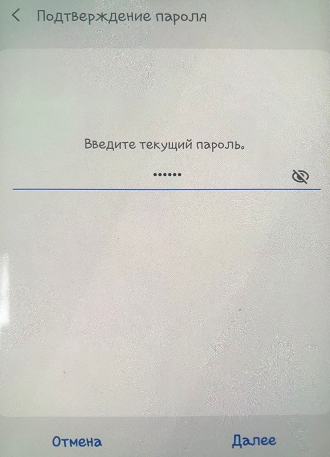 Подтверждение пароля
Введите текущий пароль.
••••••
Отмена
Далее